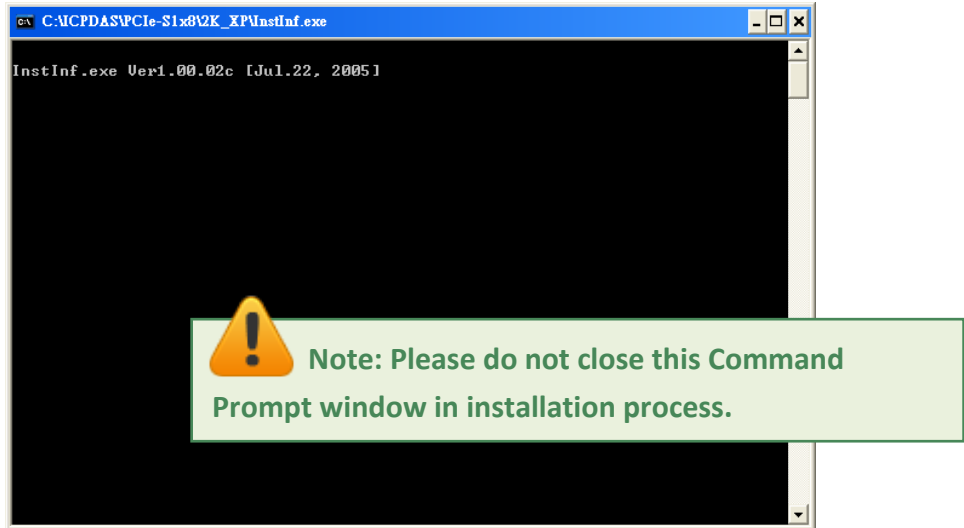 C:\ICPDAS\PCIe-S1x8\2K_XP\InstInf.exe
InstInf.exe Ver1.00.02c [Jul.22, 2005]
Note: Please do not close this Command
Prompt window in installation process.